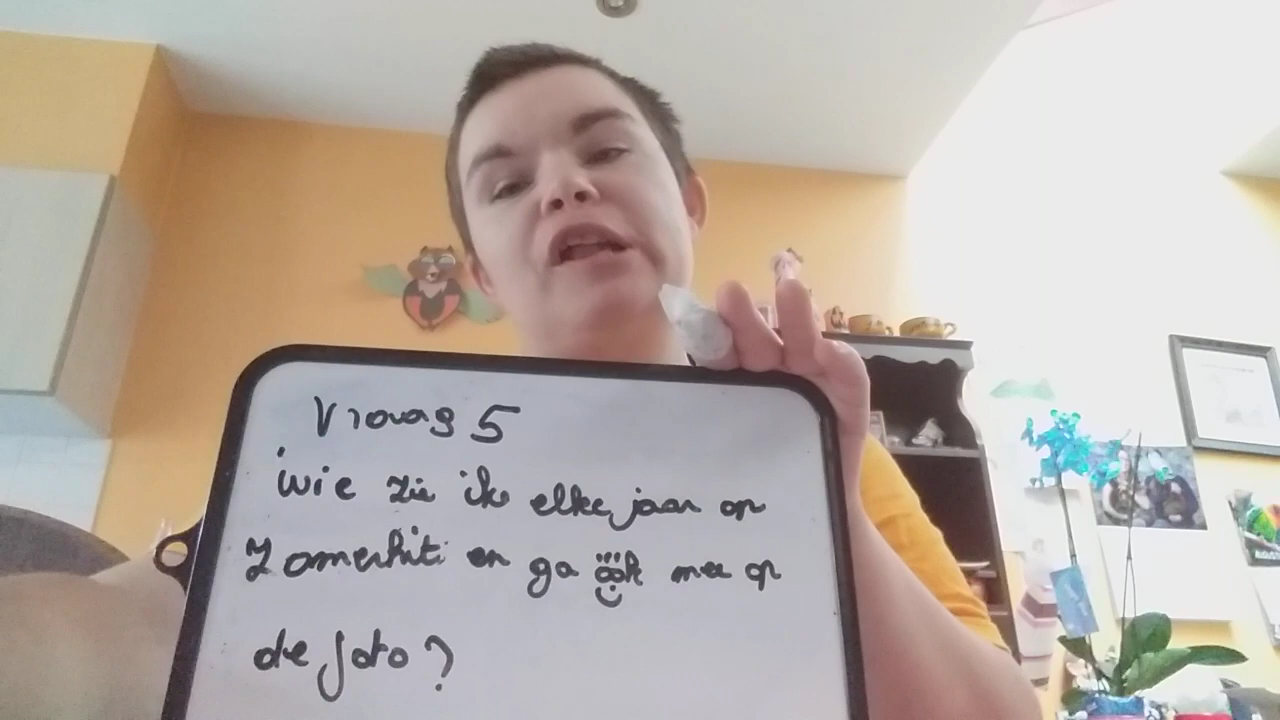 Vraag 5
wie zie ik elke jaar op
Zomerhit en ga ook mee op
de foto?